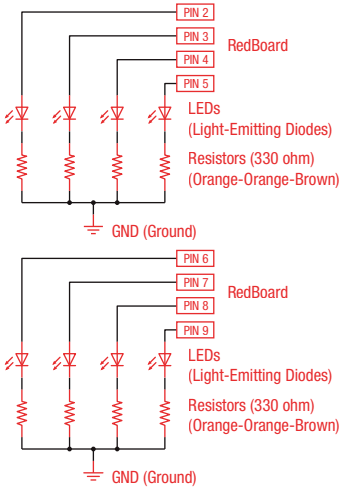 PIN 2
PIN 3
RedBoard
PIN 4
PIN 5
LEDs
(Light-Emitting Diodes)
Resistors (330 ohm)
(Orange-Orange-Brown)
GND (Ground)
PIN 6
PIN 7
RedBoard
PIN 8
PIN 9
LEDs
(Light-Emitting Diodes)
Resistors (330 ohm)
(Orange-Orange-Brown)
GND (Ground)